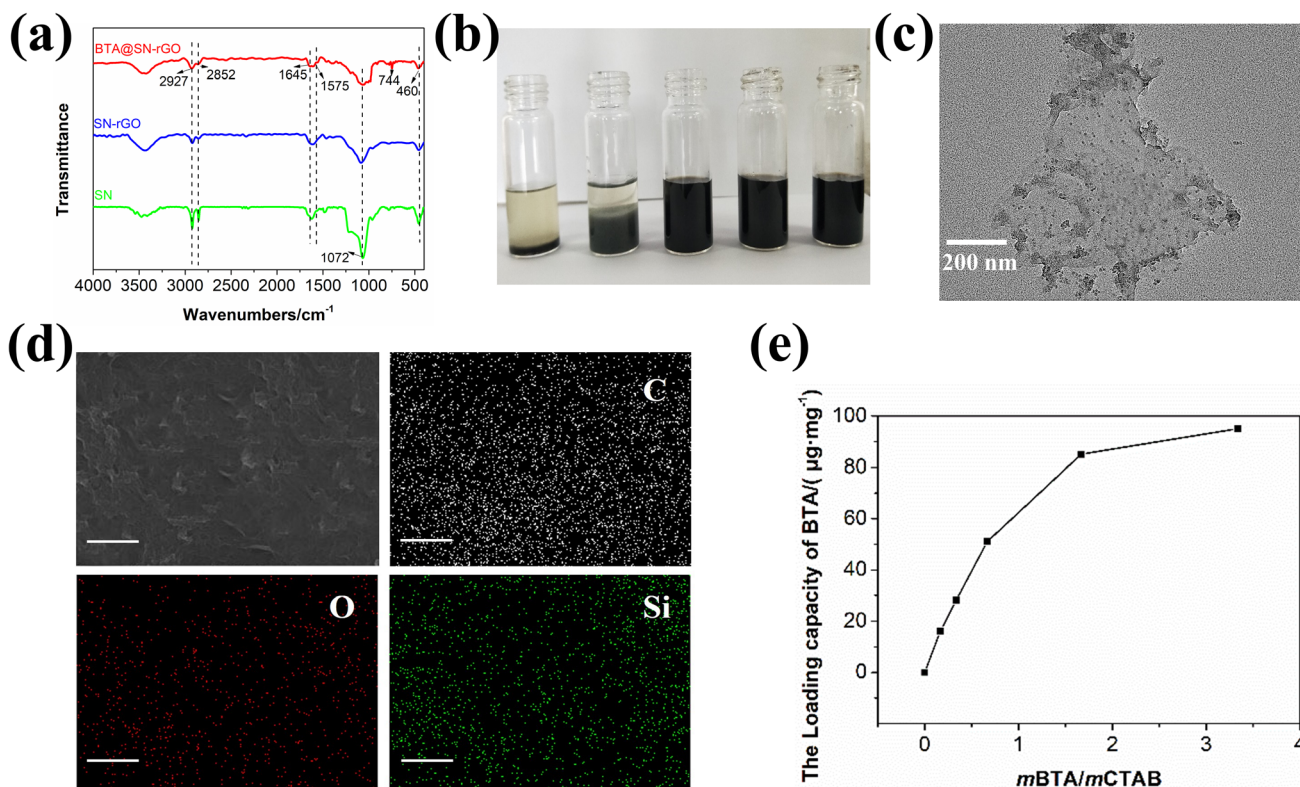 (a)
BTA@SN-rGO
2927
2852
1645
1575
744
460
SN-rGO
SN
1072
Transmittance
4000 3500 3000 2500 2000 1500 1000 500
Wavenumbers/cm⁻¹
(b)
(c)
200 nm
(d)
C
O
Si
(e)
The Loading capacity of BTA/( μg·mg⁻¹)
100
80
60
40
20
0
0 1 2 3 4
mBTA/mCTAB